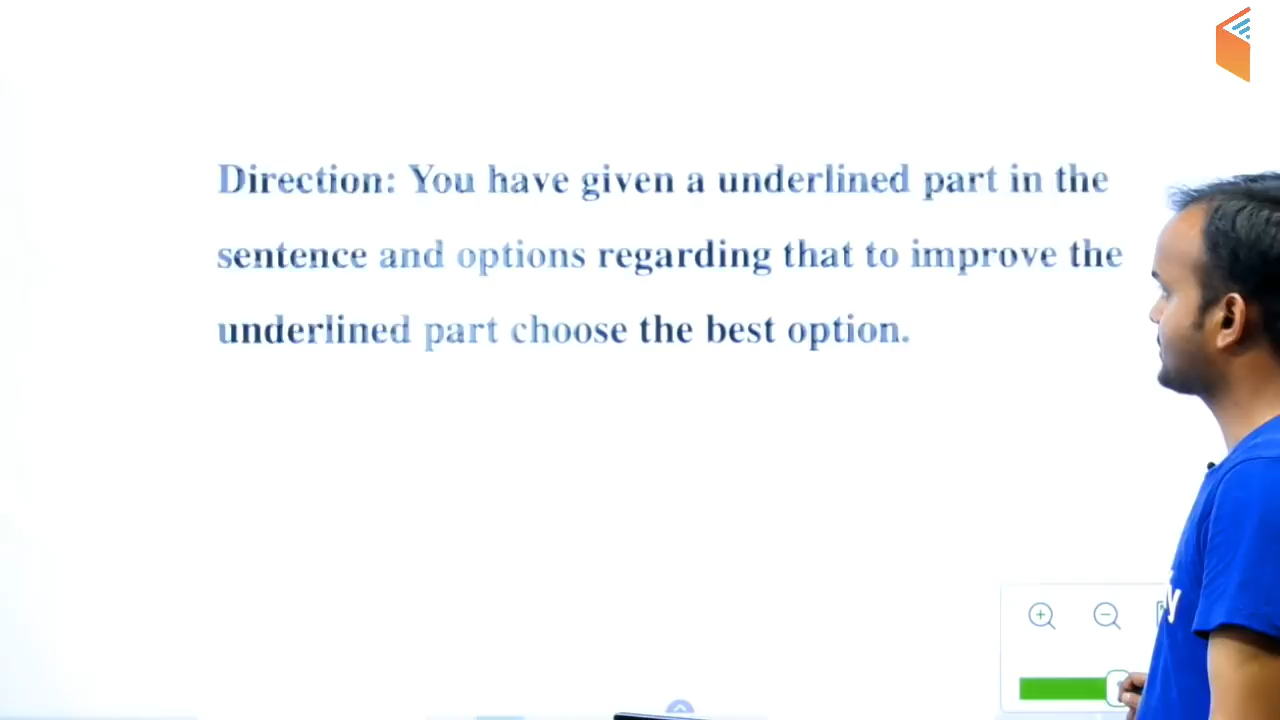 Direction: You have given a underlined part in the
sentence and options regarding that to improve the
underlined part choose the best option.
y